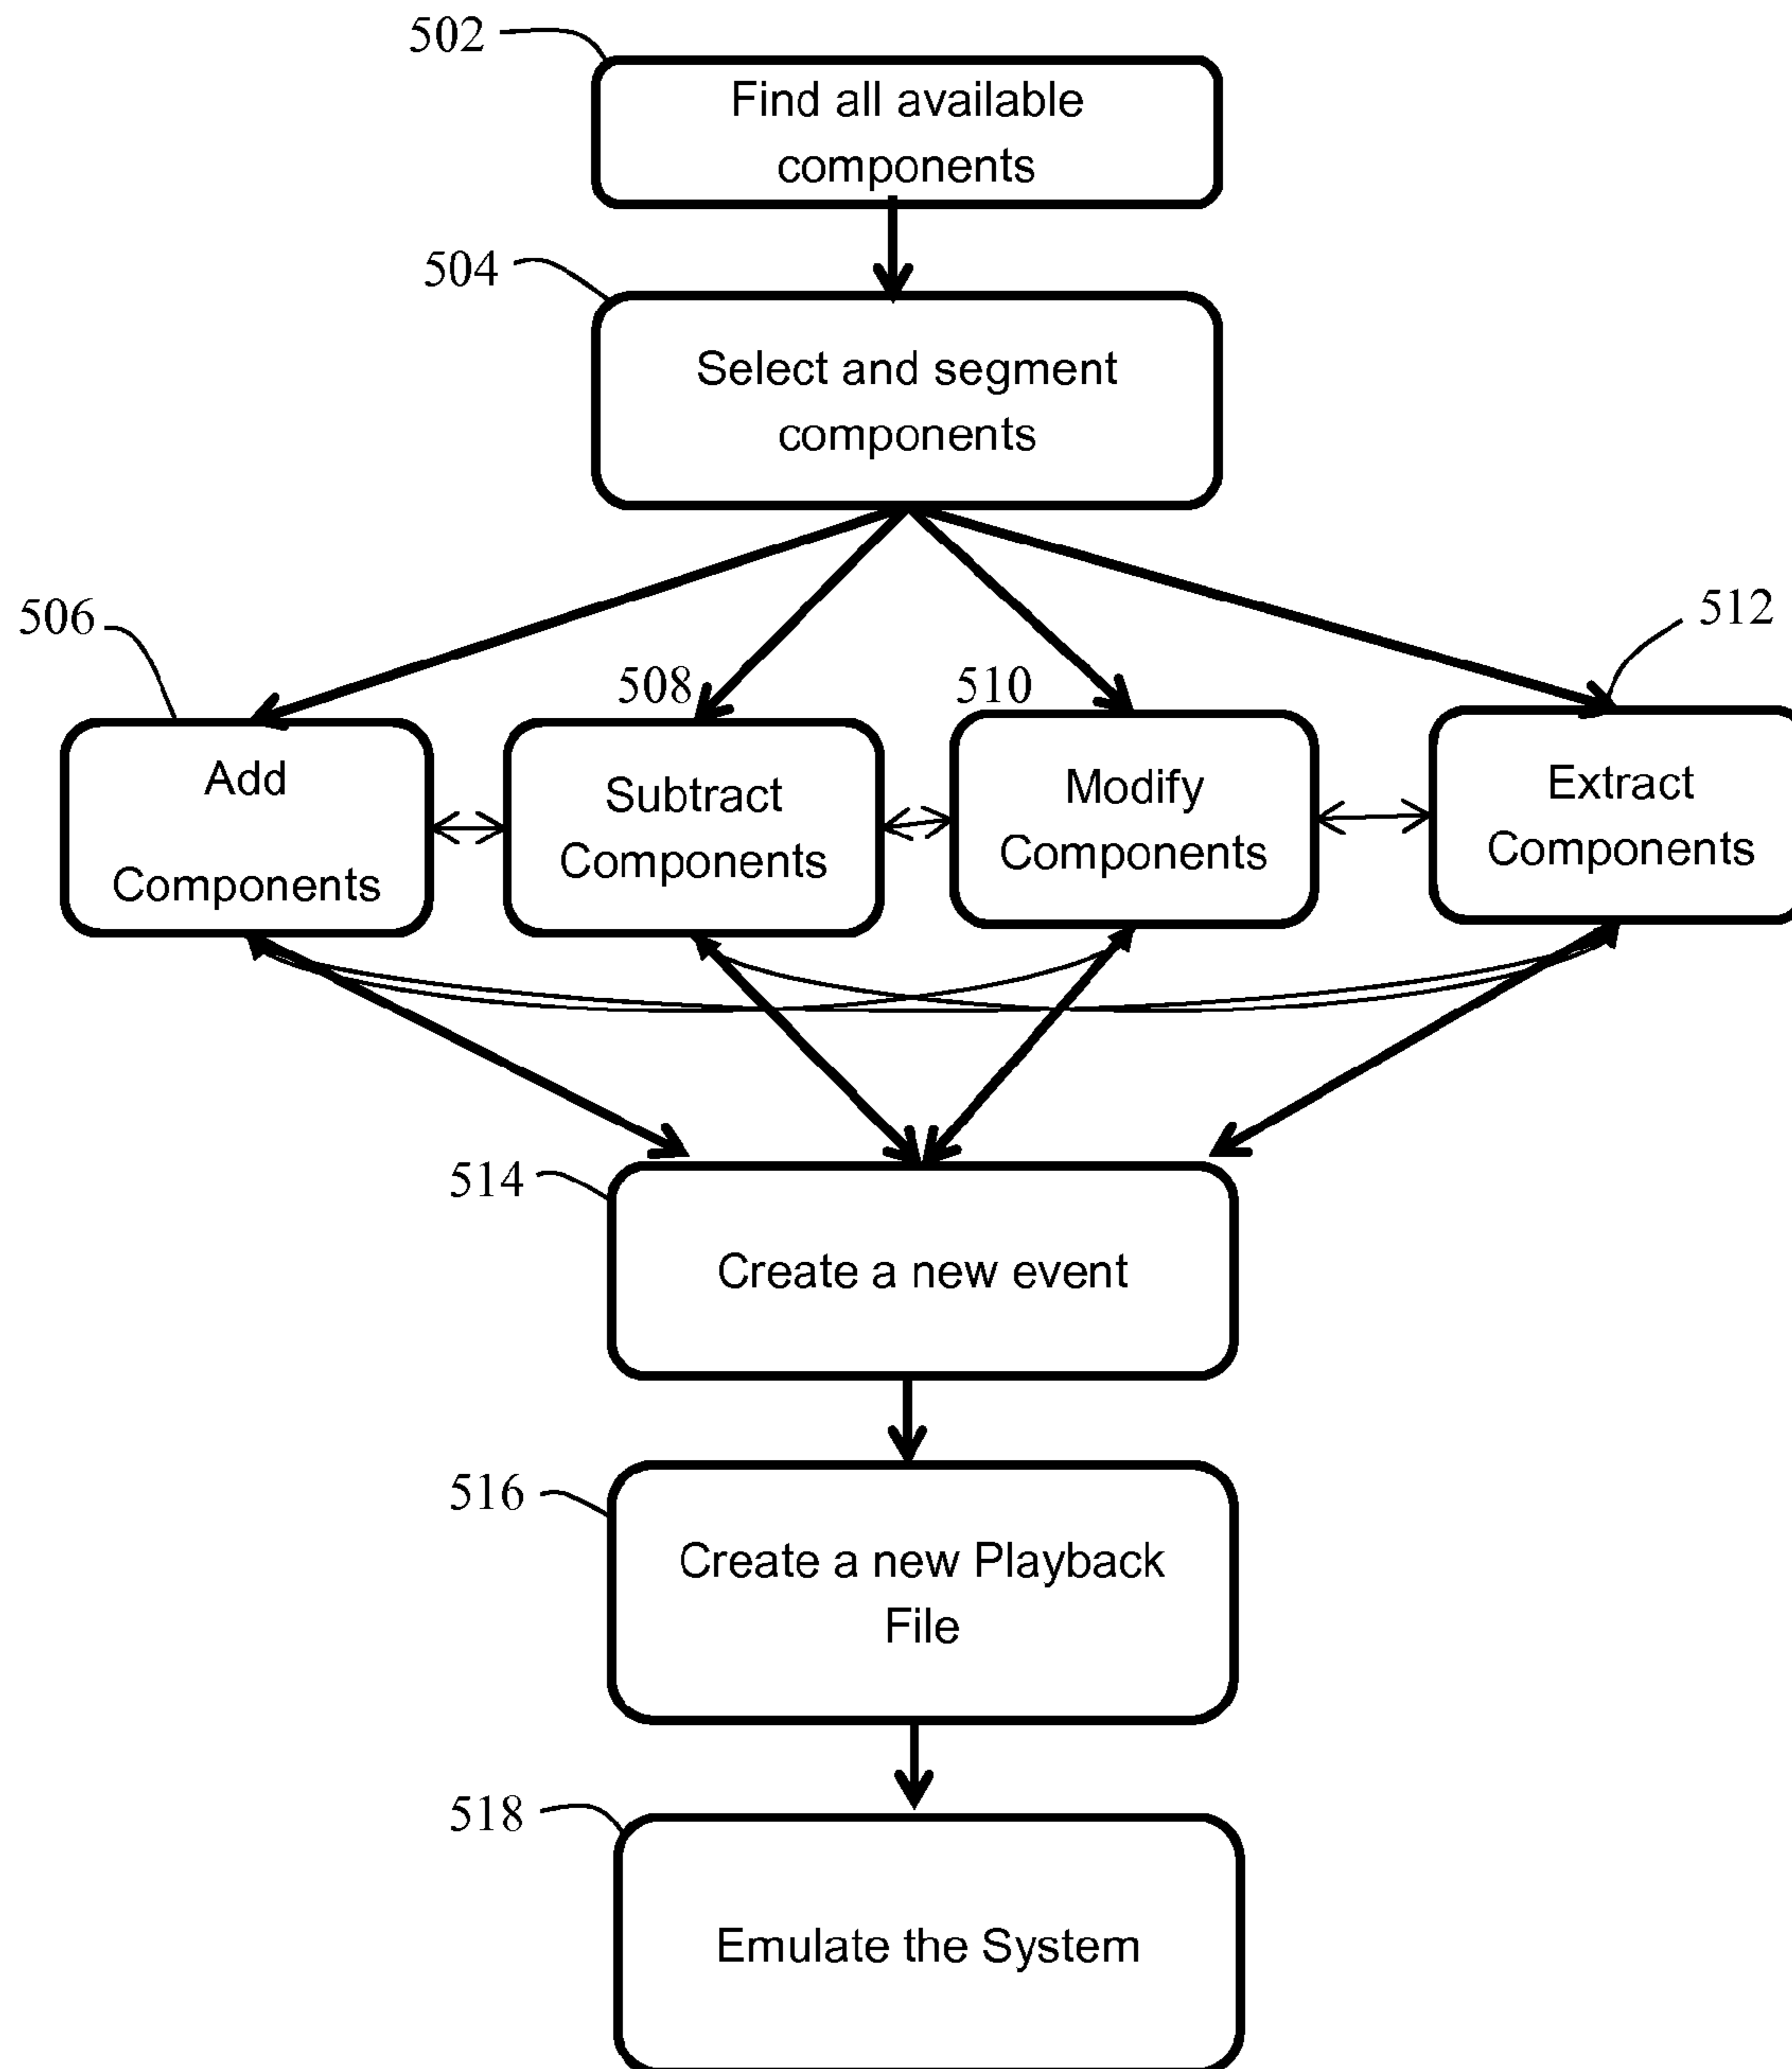 502
Find all available
components
504
Select and segment
components
506
508
510
512
Add
Components
Subtract
Components
Modify
Components
Extract
Components
514
Create a new event
516
Create a new Playback
File
518
Emulate the System